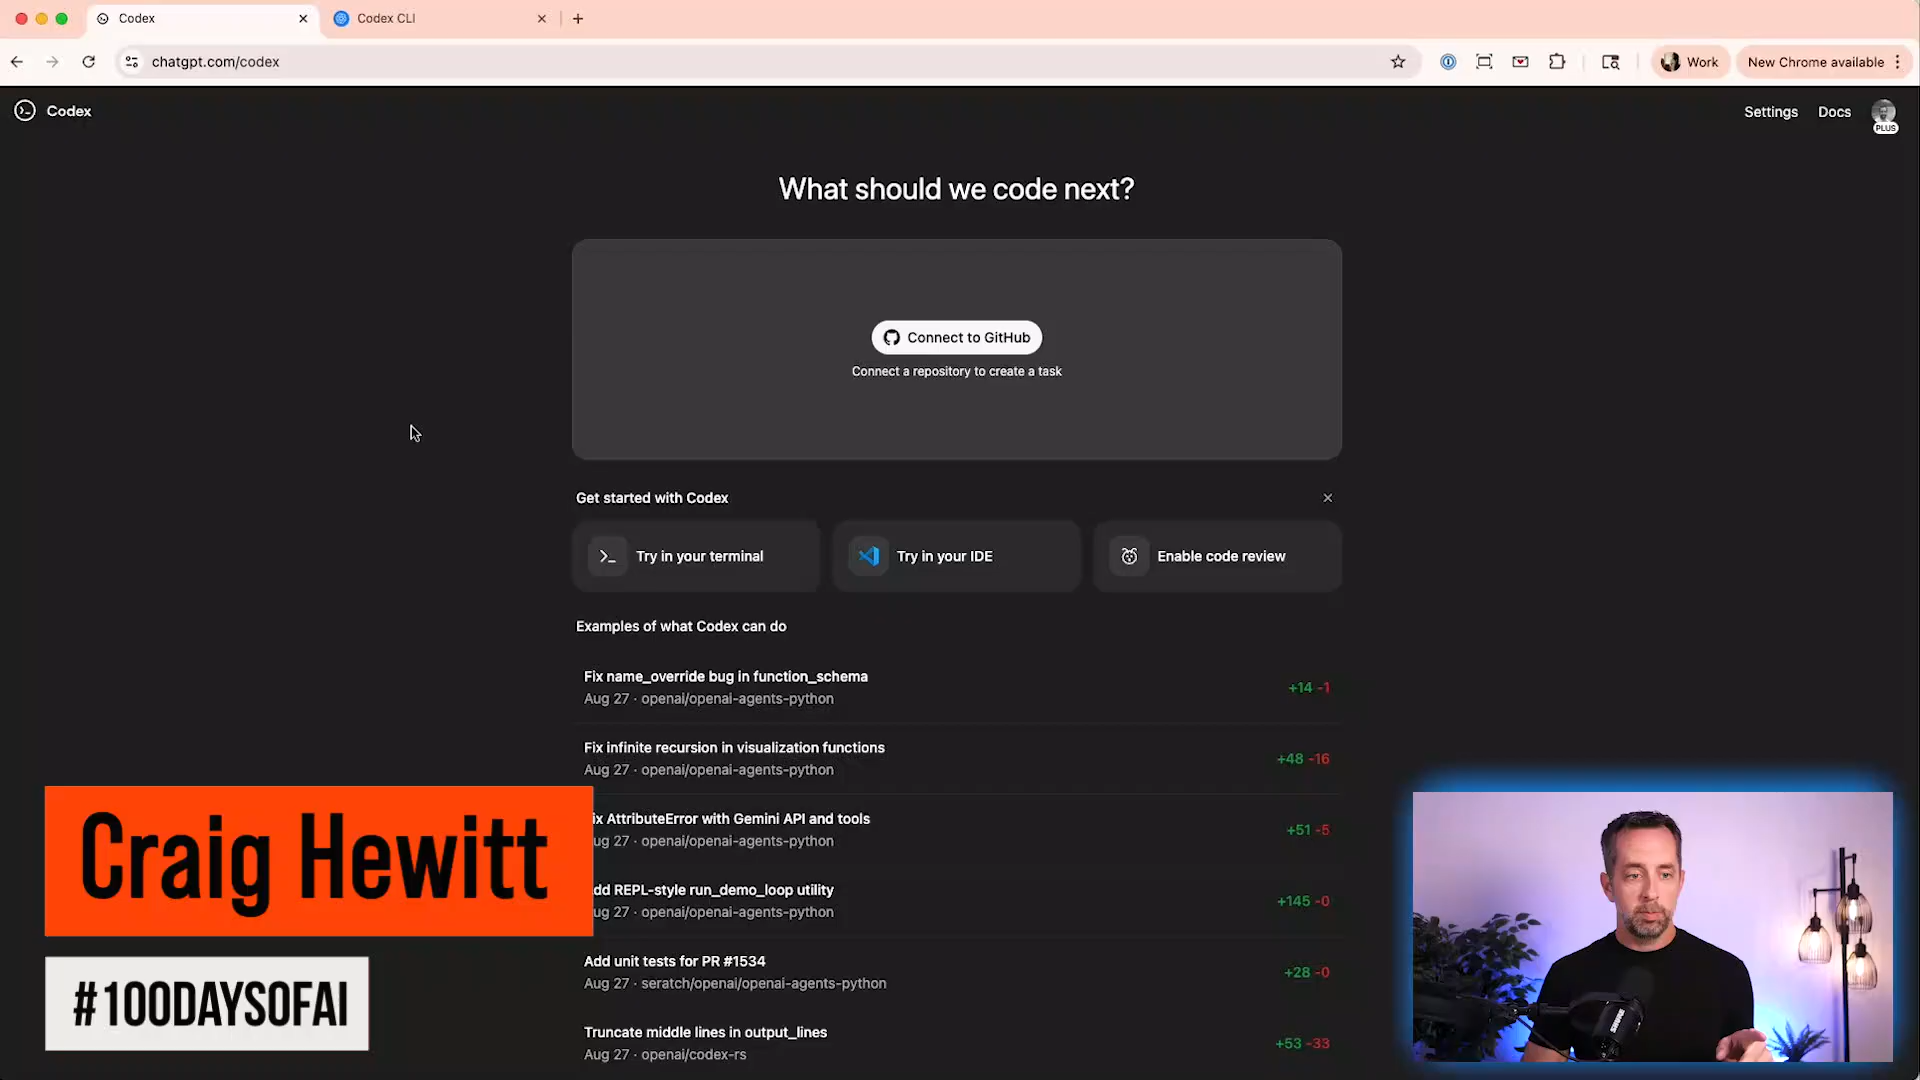 Codex
Codex CLI
chatgpt.com/codex
Work
New Chrome available
Codex
Settings
Docs
PLUS
What should we code next?
Connect to GitHub
Connect a repository to create a task
Get started with Codex
Try in your terminal
Try in your IDE
Enable code review
Examples of what Codex can do
Fix name_override bug in function_schema
Aug 27 · openai/openai-agents-python
+14 -1
Fix infinite recursion in visualization functions
Aug 27 · openai/openai-agents-python
+48 -16
ix AttributeError with Gemini API and tools
ug 27 · openai/openai-agents-python
+51 -5
dd REPL-style run_demo_loop utility
ug 27 · openai/openai-agents-python
+145 -0
Add unit tests for PR #1534
Aug 27 · seratch/openai/openai-agents-python
+28 -0
Truncate middle lines in output_lines
Aug 27 · openai/codex-rs
+53 -33
Craig Hewitt
#100DAYSOFAI
SHURE